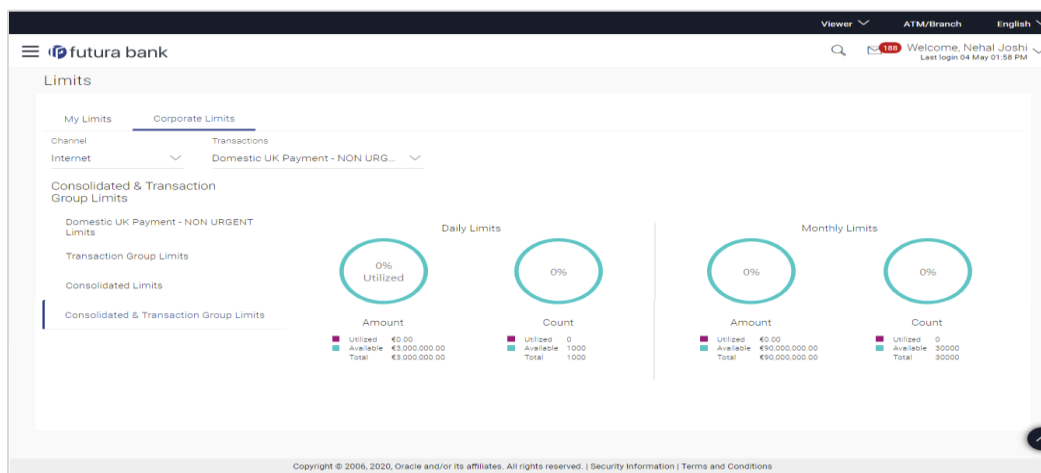 Viewer ATM/Branch English
futura bank
188 Welcome, Nehal Joshi
Last login 04 May 01:58 PM
Limits
My Limits Corporate Limits
Channel Transactions
Internet Domestic UK Payment - NON URG...
Consolidated & Transaction
Group Limits
Domestic UK Payment - NON URGENT
Limits
Transaction Group Limits
Consolidated Limits
Consolidated & Transaction Group Limits
Daily Limits
0%
Utilized
0%
Amount
Utilized €0.00
Available €3,000,000.00
Total €3,000,000.00
Count
Utilized 0
Available 1000
Total 1000
Monthly Limits
0%
0%
Amount
Utilized €0.00
Available €90,000,000.00
Total €90,000,000.00
Count
Utilized 0
Available 30000
Total 30000
Copyright © 2006, 2020, Oracle and/or its affiliates. All rights reserved. | Security Information | Terms and Conditions